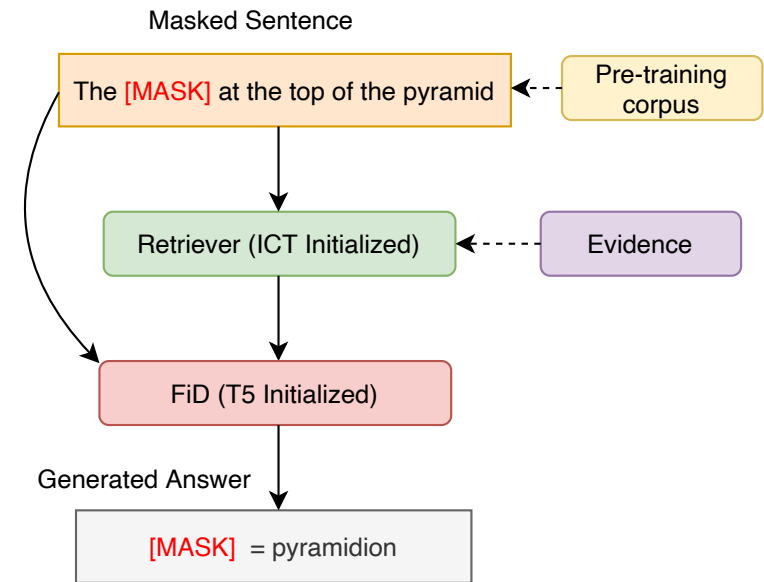 Masked Sentence
The [MASK] at the top of the pyramid
Pre-training
corpus
Retriever (ICT Initialized)
Evidence
FiD (T5 Initialized)
Generated Answer
[MASK] = pyramidion